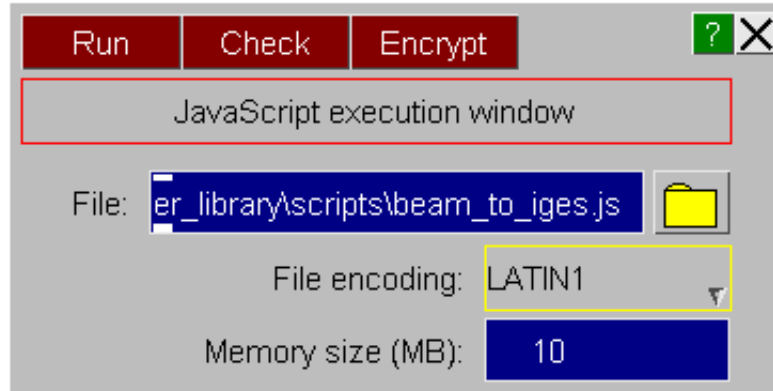 Run Check Encrypt ? X
JavaScript execution window
File: er_library\scripts\beam_to_iges.js
File encoding: LATIN1
Memory size (MB): 10